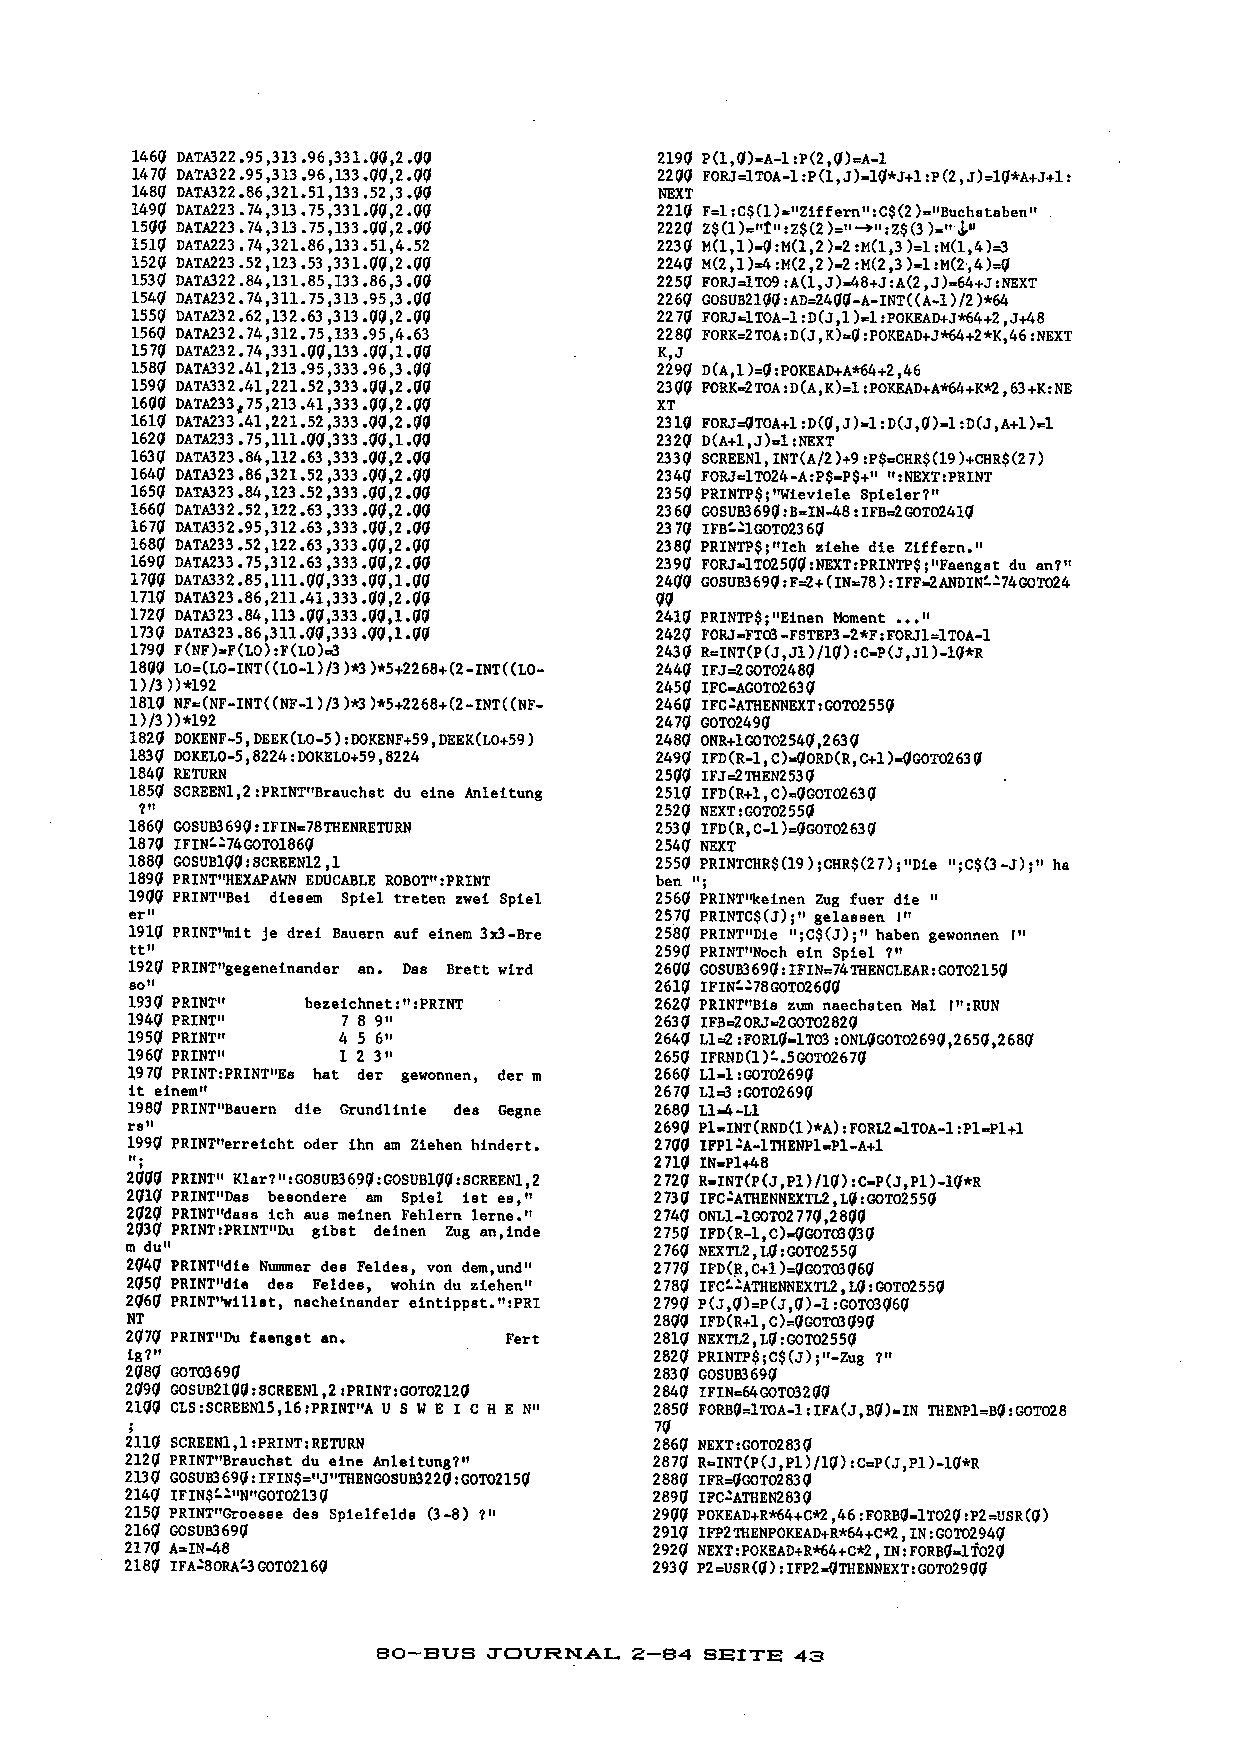 1460 DATA322.95,313.96,331.00,2.00
1470 DATA322.95,313.96,133.00,2.00
1480 DATA322.86,321.51,133.52,3.00
1490 DATA223.74,313.75,331.00,2.00
1500 DATA223.74,313.75,133.00,2.00
1510 DATA223.74,321.86,133.51,4.52
1520 DATA223.52,123.53,331.00,2.00
1530 DATA322.84,131.85,133.86,3.00
1540 DATA232.74,311.75,313.95,3.00
1550 DATA232.62,132.63,313.00,2.00
1560 DATA232.74,312.75,133.95,4.63
1570 DATA232.74,331.00,133.00,1.00
1580 DATA332.41,213.95,333.96,3.00
1590 DATA332.41,221.52,333.00,2.00
1600 DATA233,75,213.41,333.00,2.00
1610 DATA233.41,221.52,333.00,2.00
1620 DATA233.75,111.00,333.00,1.00
1630 DATA323.84,112.63,333.00,2.00
1640 DATA323.86,321.52,333.00,2.00
1650 DATA323.84,123.52,333.00,2.00
1660 DATA332.52,122.63,333.00,2.00
1670 DATA332.95,312.63,333.00,2.00
1680 DATA233.52,122.63,333.00,2.00
1690 DATA233.75,312.63,333.00,2.00
1700 DATA332.85,111.00,333.00,1.00
1710 DATA323.86,211.41,333.00,2.00
1720 DATA323.84,113.00,333.00,1.00
1730 DATA323.86,311.00,333.00,1.00
1790 F(NF)=F(LO):F(LO)=3
1800 LO=(LO-INT((LO-1)/3)*3)*5+2268+(2-INT((LO-
1)/3))*192
1810 NF=(NF-INT((NF-1)/3)*3)*5+2268+(2-INT((NF-
1)/3))*192
1820 DOKENF-5,DEEK(LO-5):DOKENF+59,DEEK(LO+59)
1830 DOKELO-5,8224:DOKELO+59,8224
1840 RETURN
1850 SCREEN1,2:PRINT"Brauchst du eine Anleitung
?"
1860 GOSUB3690:IFIN=78THENRETURN
1870 IFIN^^74GOTO1860
1880 GOSUB100:SCREEN12,1
1890 PRINT"HEXAPAWN EDUCABLE ROBOT":PRINT
1900 PRINT"Bei diesem Spiel treten zwei Spiel
er"
1910 PRINT"mit je drei Bauern auf einem 3x3-Bre
tt"
1920 PRINT"gegeneinander an. Das Brett wird
so"
1930 PRINT" bezeichnet:":PRINT
1940 PRINT" 7 8 9"
1950 PRINT" 4 5 6"
1960 PRINT" 1 2 3"
1970 PRINT:PRINT"Es hat der gewonnen, der m
it einem"
1980 PRINT"Bauern die Grundlinie des Gegne
rs"
1990 PRINT"erreicht oder ihn am Ziehen hindert.
";
2000 PRINT" Klar?":GOSUB3690:GOSUB100:SCREEN1,2
2010 PRINT"Das besondere am Spiel ist es,"
2020 PRINT"dass ich aus meinen Fehlern lerne."
2030 PRINT:PRINT"Du gibst deinen Zug an,inde
m du"
2040 PRINT"die Nummer des Feldes, von dem,und"
2050 PRINT"die des Feldes, wohin du ziehen"
2060 PRINT"willst, nacheinander eintippst.":PRI
NT
2070 PRINT"Du faengst an. Fert
ig?"
2080 GOTO3690
2090 GOSUB2100:SCREEN1,2:PRINT:GOTO2120
2100 CLS:SCREEN15,16:PRINT"A U S W E I C H E N"
;
2110 SCREEN1,1:PRINT:RETURN
2120 PRINT"Brauchst du eine Anleitung?"
2130 GOSUB3690:IFIN$="J"THENGOSUB3220:GOTO2150
2140 IFIN$^^"N"GOTO2130
2150 PRINT"Groesse des Spielfelds (3-8) ?"
2160 GOSUB3690
2170 A=IN-48
2180 IFA^8ORA^3GOTO2160
2190 P(1,0)=A-1:P(2,0)=A-1
2200 FORJ=1TOA-1:P(1,J)=10*J+1:P(2,J)=10*A+J+1:
NEXT
2210 F=1:C$(1)="Ziffern":C$(2)="Buchstaben"
2220 Z$(1)="↑":Z$(2)="→":Z$(3)="↓"
2230 M(1,1)=0:M(1,2)=2:M(1,3)=1:M(1,4)=3
2240 M(2,1)=4:M(2,2)=2:M(2,3)=1:M(2,4)=0
2250 FORJ=1TO9:A(1,J)=48+J:A(2,J)=64+J:NEXT
2260 GOSUB2100:AD=2400-A-INT((A-1)/2)*64
2270 FORJ=1TOA-1:D(J,1)=1:POKEAD+J*64+2,J+48
2280 FORK=2TOA:D(J,K)=0:POKEAD+J*64+2*K,46:NEXT
K,J
2290 D(A,1)=0:POKEAD+A*64+2,46
2300 FORK=2TOA:D(A,K)=1:POKEAD+A*64+K*2,63+K:NE
XT
2310 FORJ=0TOA+1:D(0,J)=1:D(J,0)=1:D(J,A+1)=1
2320 D(A+1,J)=1:NEXT
2330 SCREEN1,INT(A/2)+9:P$=CHR$(19)+CHR$(27)
2340 FORJ=1TO24-A:P$=P$+" ":NEXT:PRINT
2350 PRINTP$;"Wieviele Spieler?"
2360 GOSUB3690:B=IN-48:IFB=2GOTO2410
2370 IFB^^1GOTO2360
2380 PRINTP$;"Ich ziehe die Ziffern."
2390 FORJ=1TO2500:NEXT:PRINTP$;"Faengst du an?"
2400 GOSUB3690:F=2+(IN=78):IFF=2ANDIN^^74GOTO24
00
2410 PRINTP$;"Einen Moment ..."
2420 FORJ=FTO3-FSTEP3-2*F:FORJ1=1TOA-1
2430 R=INT(P(J,J1)/10):C=P(J,J1)-10*R
2440 IFJ=2GOTO2480
2450 IFC=AGOTO2630
2460 IFC^ATHENNEXT:GOTO2550
2470 GOTO2490
2480 ONR+1GOTO2540,2630
2490 IFD(R-1,C)=0ORD(R,C+1)=0GOTO2630
2500 IFJ=2THEN2530
2510 IFD(R+1,C)=0GOTO2630
2520 NEXT:GOTO2550
2530 IFD(R,C-1)=0GOTO2630
2540 NEXT
2550 PRINTCHR$(19);CHR$(27);"Die ";C$(3-J);" ha
ben ";
2560 PRINT"keinen Zug fuer die "
2570 PRINTC$(J);" gelassen !"
2580 PRINT"Die ";C$(J);" haben gewonnen !"
2590 PRINT"Noch ein Spiel ?"
2600 GOSUB3690:IFIN=74THENCLEAR:GOTO2150
2610 IFIN^^78GOTO2600
2620 PRINT"Bis zum naechsten Mal !":RUN
2630 IFB=2ORJ=2GOTO2820
2640 L1=2:FORL0=1TO3:ONL0GOTO2690,2650,2680
2650 IFRND(1)^.5GOTO2670
2660 L1=1:GOTO2690
2670 L1=3:GOTO2690
2680 L1=4-L1
2690 P1=INT(RND(1)*A):FORL2=1TOA-1:P1=P1+1
2700 IFP1^A-1THENP1=P1-A+1
2710 IN=P1+48
2720 R=INT(P(J,P1)/10):C=P(J,P1)-10*R
2730 IFC^ATHENNEXTL2,L0:GOTO2550
2740 ONL1-1GOTO2770,2800
2750 IFD(R-1,C)=0GOTO3030
2760 NEXTL2,L0:GOTO2550
2770 IFD(R,C+1)=0GOTO3060
2780 IFC^^ATHENNEXTL2,L0:GOTO2550
2790 P(J,0)=P(J,0)-1:GOTO3060
2800 IFD(R+1,C)=0GOTO3090
2810 NEXTL2,L0:GOTO2550
2820 PRINTP$;C$(J);"-Zug ?"
2830 GOSUB3690
2840 IFIN=64GOTO3200
2850 FORB0=1TOA-1:IFA(J,B0)=IN THENP1=B0:GOTO28
70
2860 NEXT:GOTO2830
2870 R=INT(P(J,P1)/10):C=P(J,P1)-10*R
2880 IFR=0GOTO2830
2890 IFC^ATHEN2830
2900 POKEAD+R*64+C*2,46:FORB0=1TO20:P2=USR(0)
2910 IFP2THENPOKEAD+R*64+C*2,IN:GOTO2940
2920 NEXT:POKEAD+R*64+C*2,IN:FORB0=1TO20
2930 P2=USR(0):IFP2=0THENNEXT:GOTO2900
80-BUS JOURNAL 2-84 SEITE 43